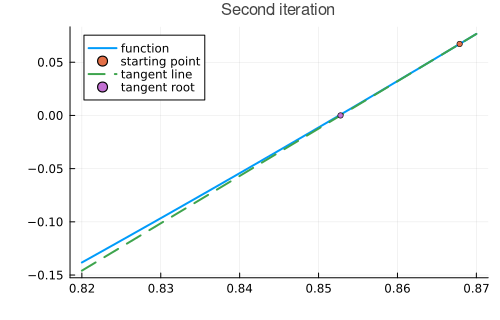 Second iteration
function
starting point
tangent line
tangent root
0.05
0.00
−0.05
−0.10
−0.15
0.82 0.83 0.84 0.85 0.86 0.87